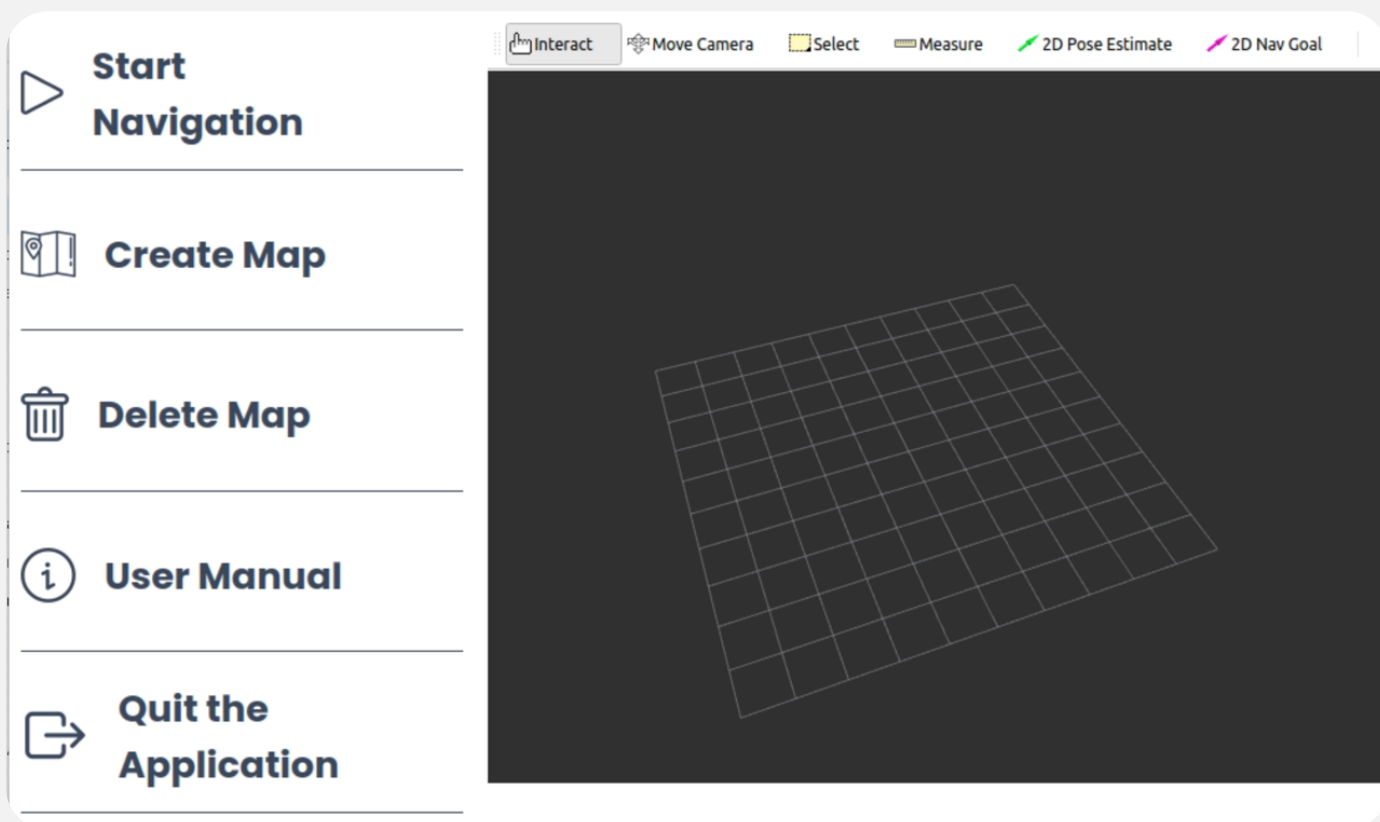 Start
Navigation
Create Map
Delete Map
User Manual
Quit the
Application
Interact Move Camera Select Measure 2D Pose Estimate 2D Nav Goal